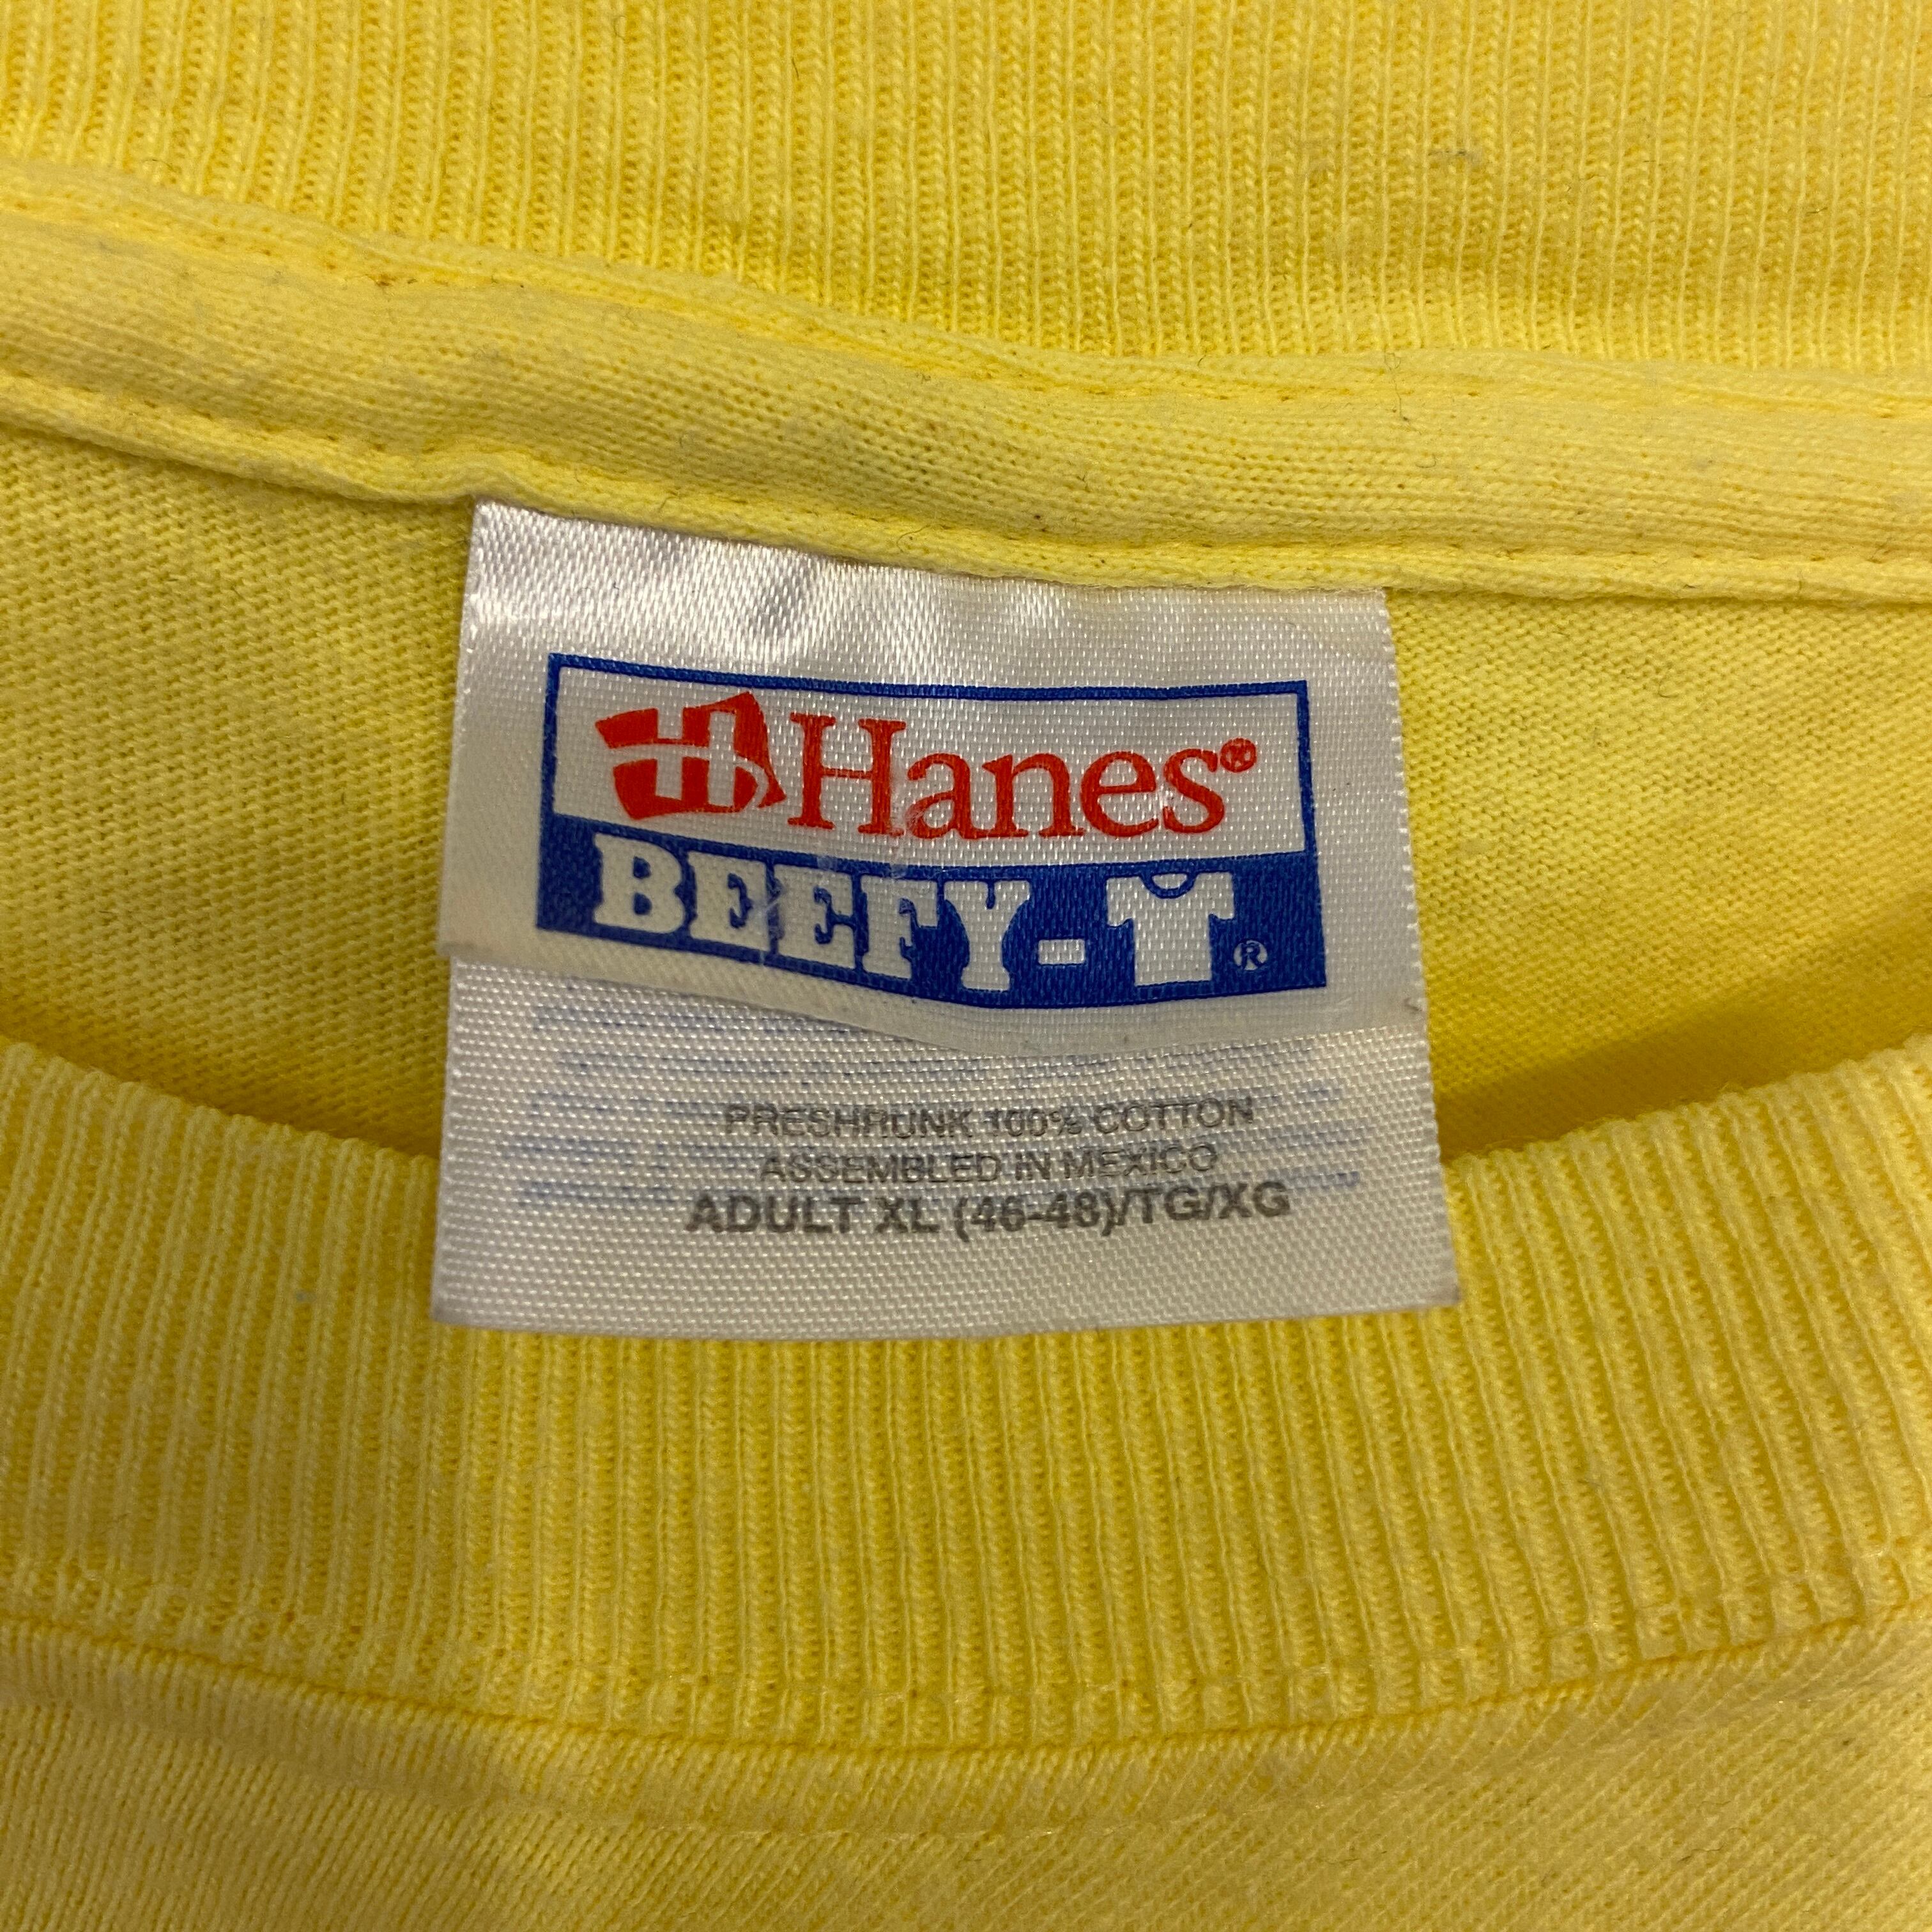 Hanes®
BEEFY-T®
PRESHRUNK 100% COTTON
ASSEMBLED IN MEXICO
ADULT XL (46-48)/TG/XG